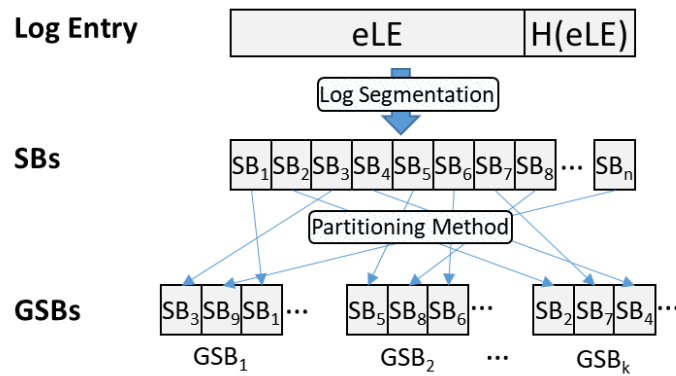 Log Entry eLE H(eLE)
Log Segmentation
SBs SB₁ SB₂ SB₃ SB₄ SB₅ SB₆ SB₇ SB₈ ... SBₙ
Partitioning Method
GSBs SB₃ SB₉ SB₁ ... SB₅ SB₈ SB₆ ... SB₂ SB₇ SB₄ ...
GSB₁ GSB₂ ... GSBₖ